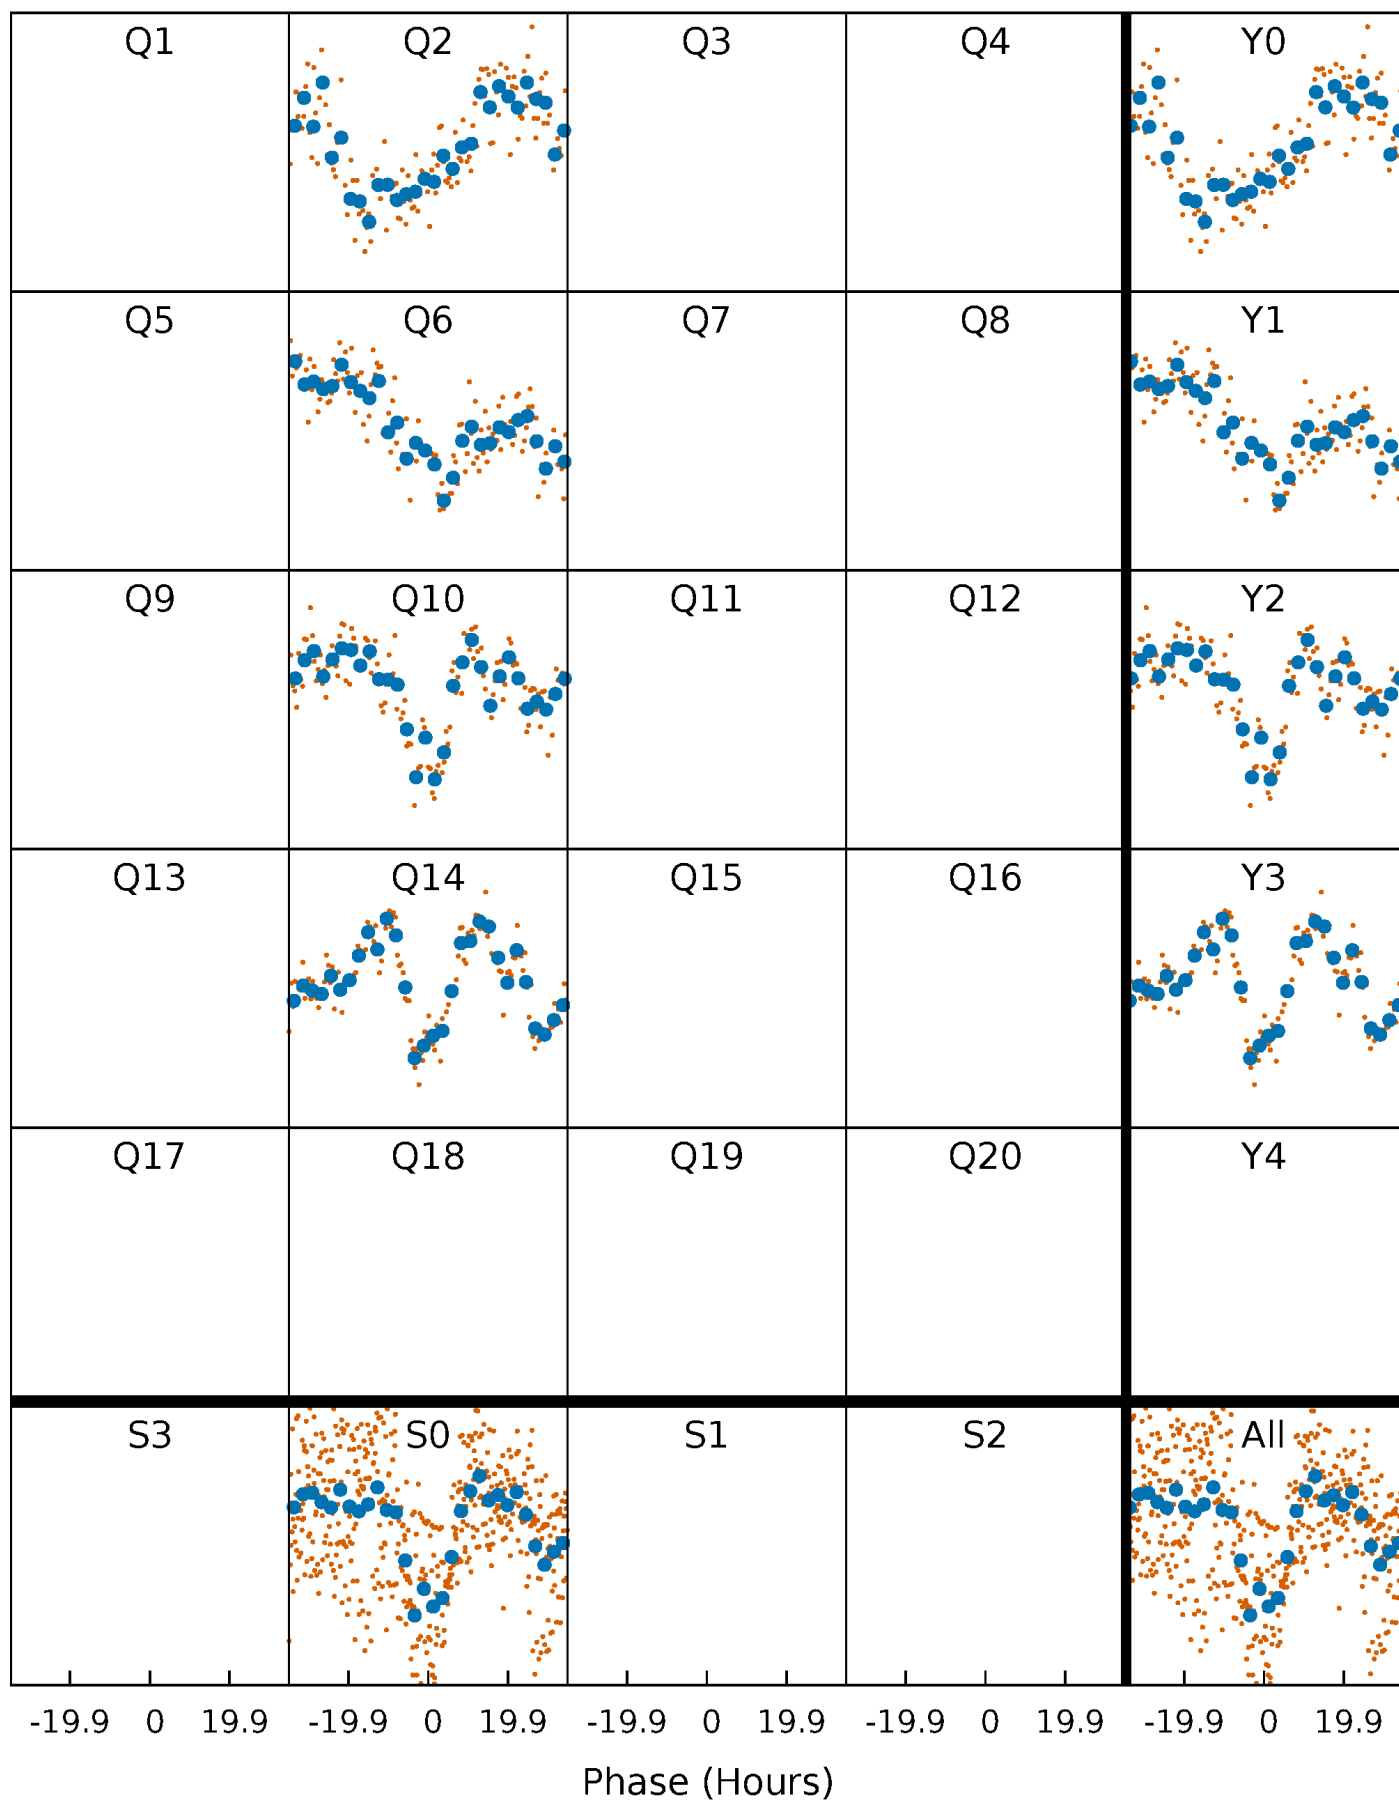 Q1 Q2 Q3 Q4 Y0
Q5 Q6 Q7 Q8 Y1
Q9 Q10 Q11 Q12 Y2
Q13 Q14 Q15 Q16 Y3
Q17 Q18 Q19 Q20 Y4
S3 S0 S1 S2 All
-19.9 0 19.9 -19.9 0 19.9 -19.9 0 19.9 -19.9 0 19.9 -19.9 0 19.9
Phase (Hours)